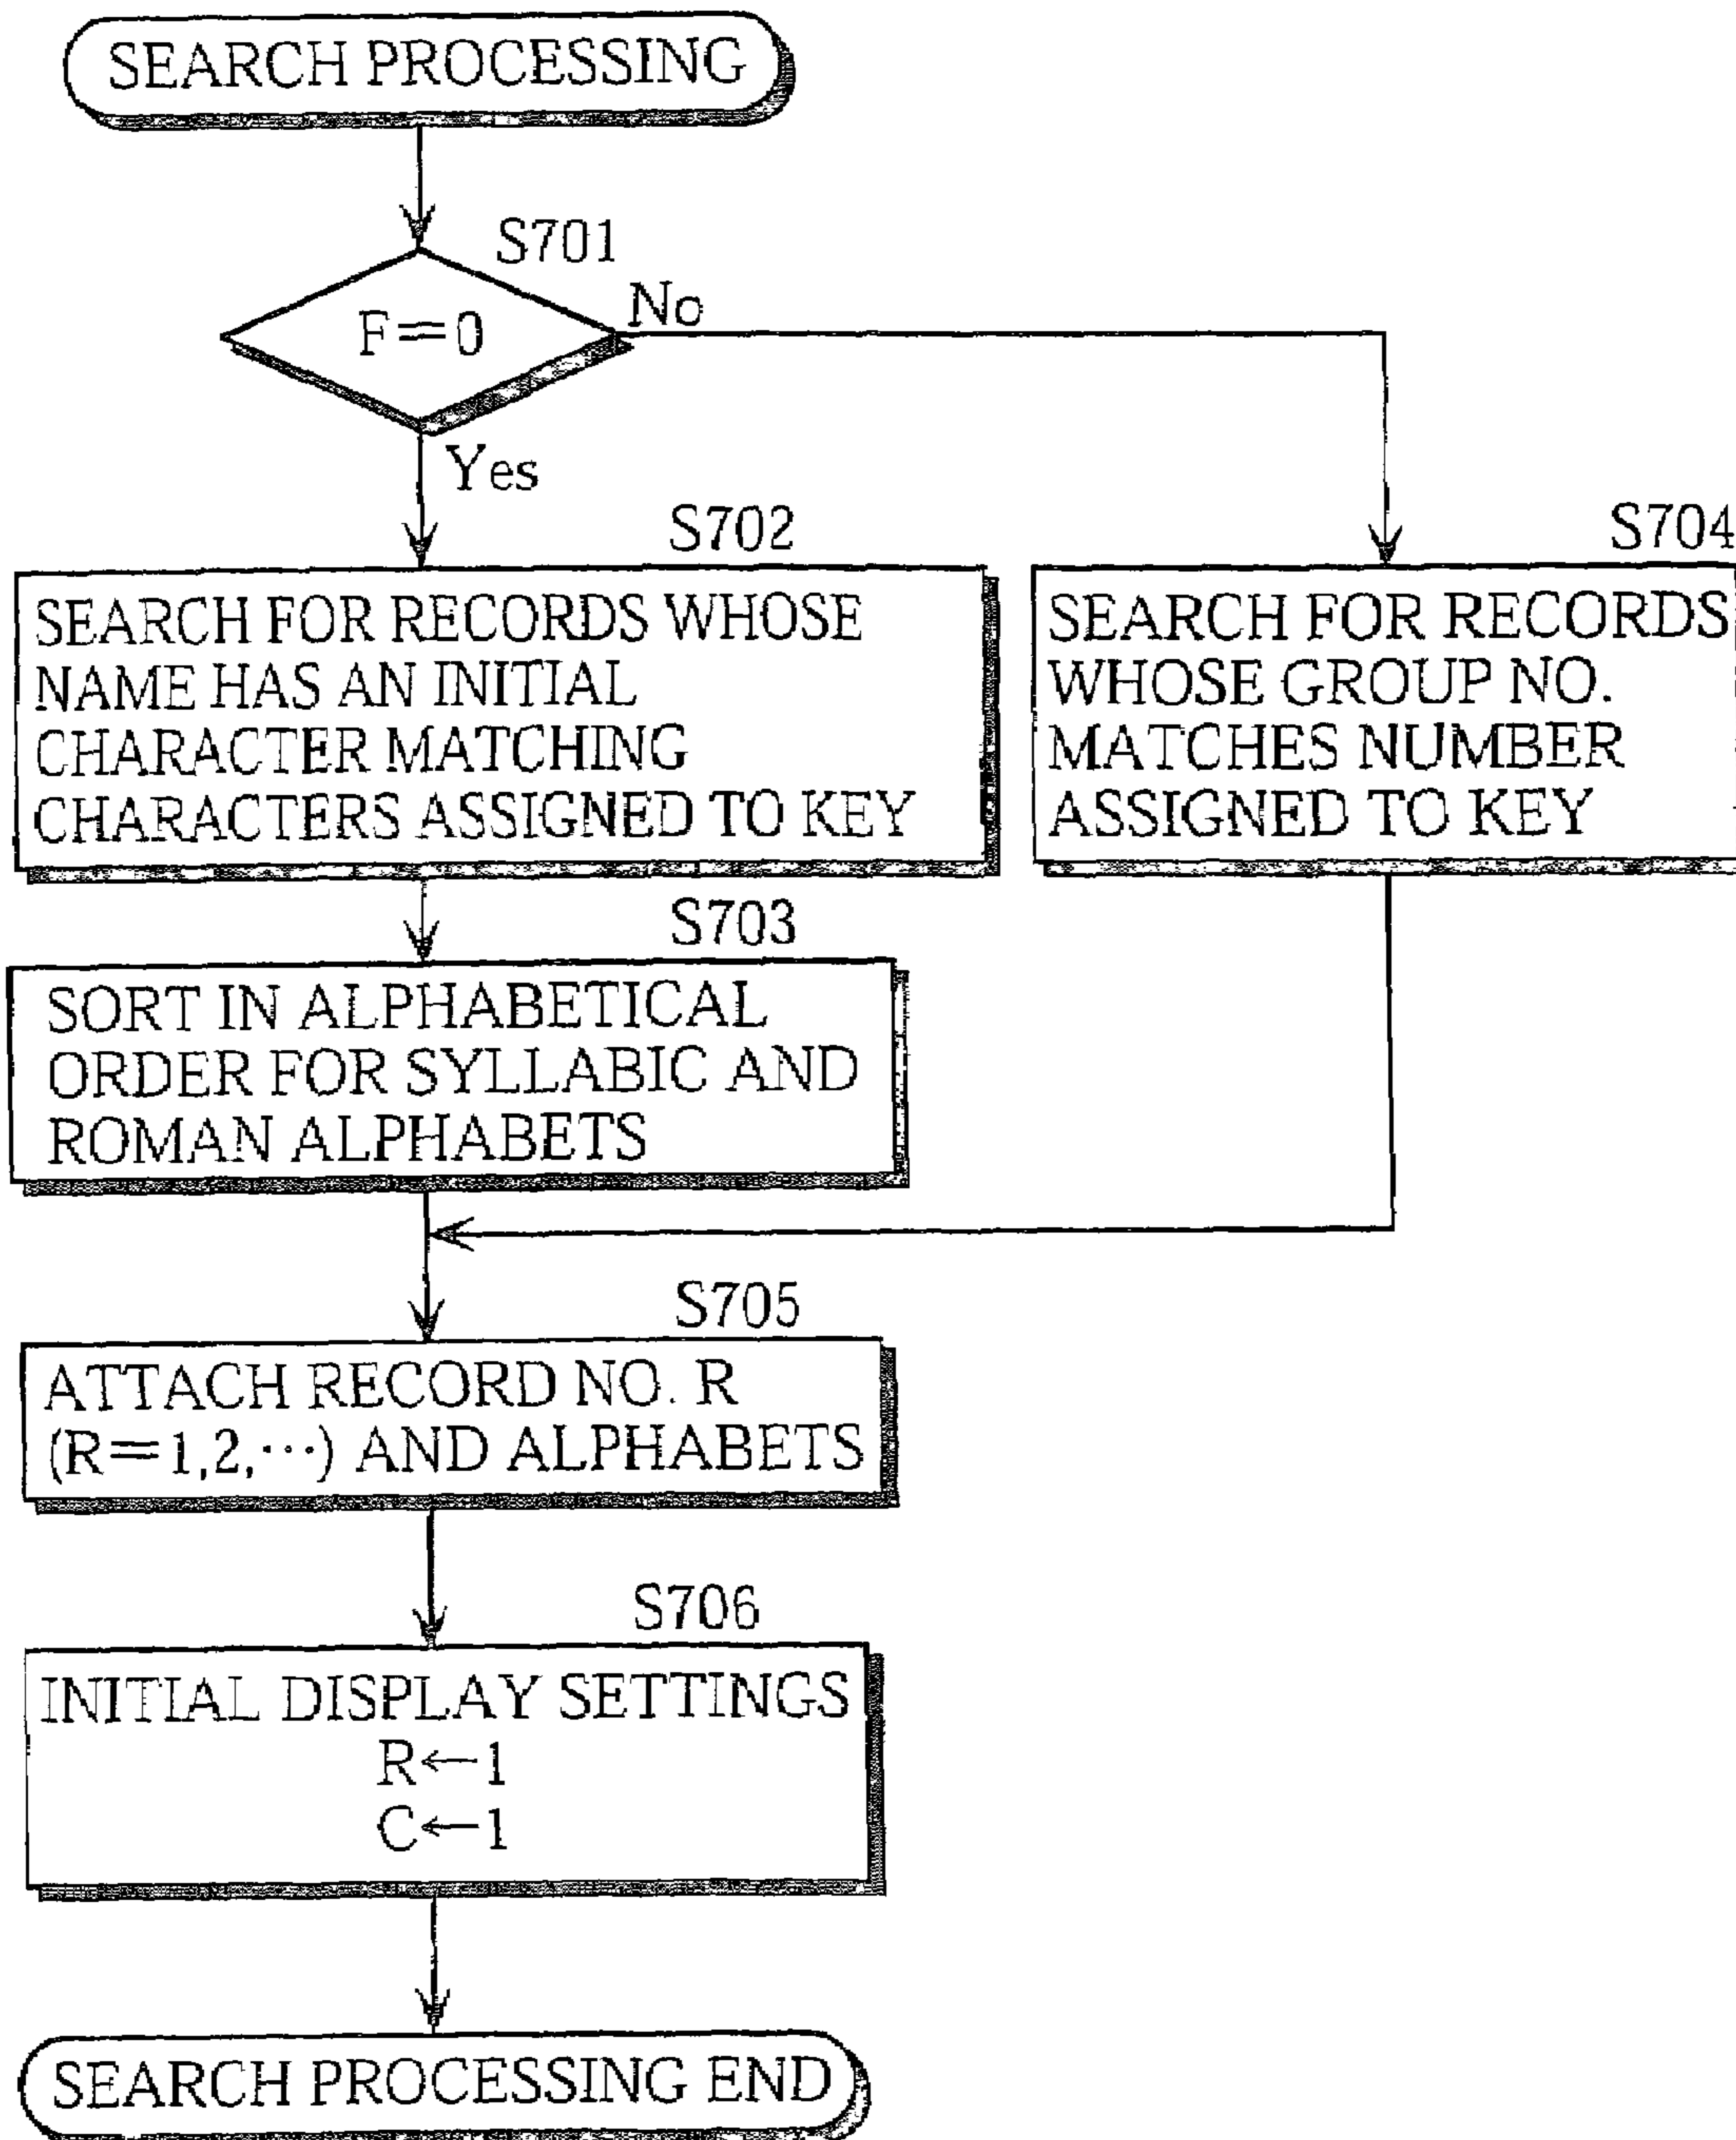 SEARCH PROCESSING
S701
F=0
No
Yes
S702
SEARCH FOR RECORDS WHOSE
NAME HAS AN INITIAL
CHARACTER MATCHING
CHARACTERS ASSIGNED TO KEY
S704
SEARCH FOR RECORDS
WHOSE GROUP NO.
MATCHES NUMBER
ASSIGNED TO KEY
S703
SORT IN ALPHABETICAL
ORDER FOR SYLLABIC AND
ROMAN ALPHABETS
S705
ATTACH RECORD NO. R
(R=1,2,···) AND ALPHABETS
S706
INITIAL DISPLAY SETTINGS
R←1
C←1
SEARCH PROCESSING END